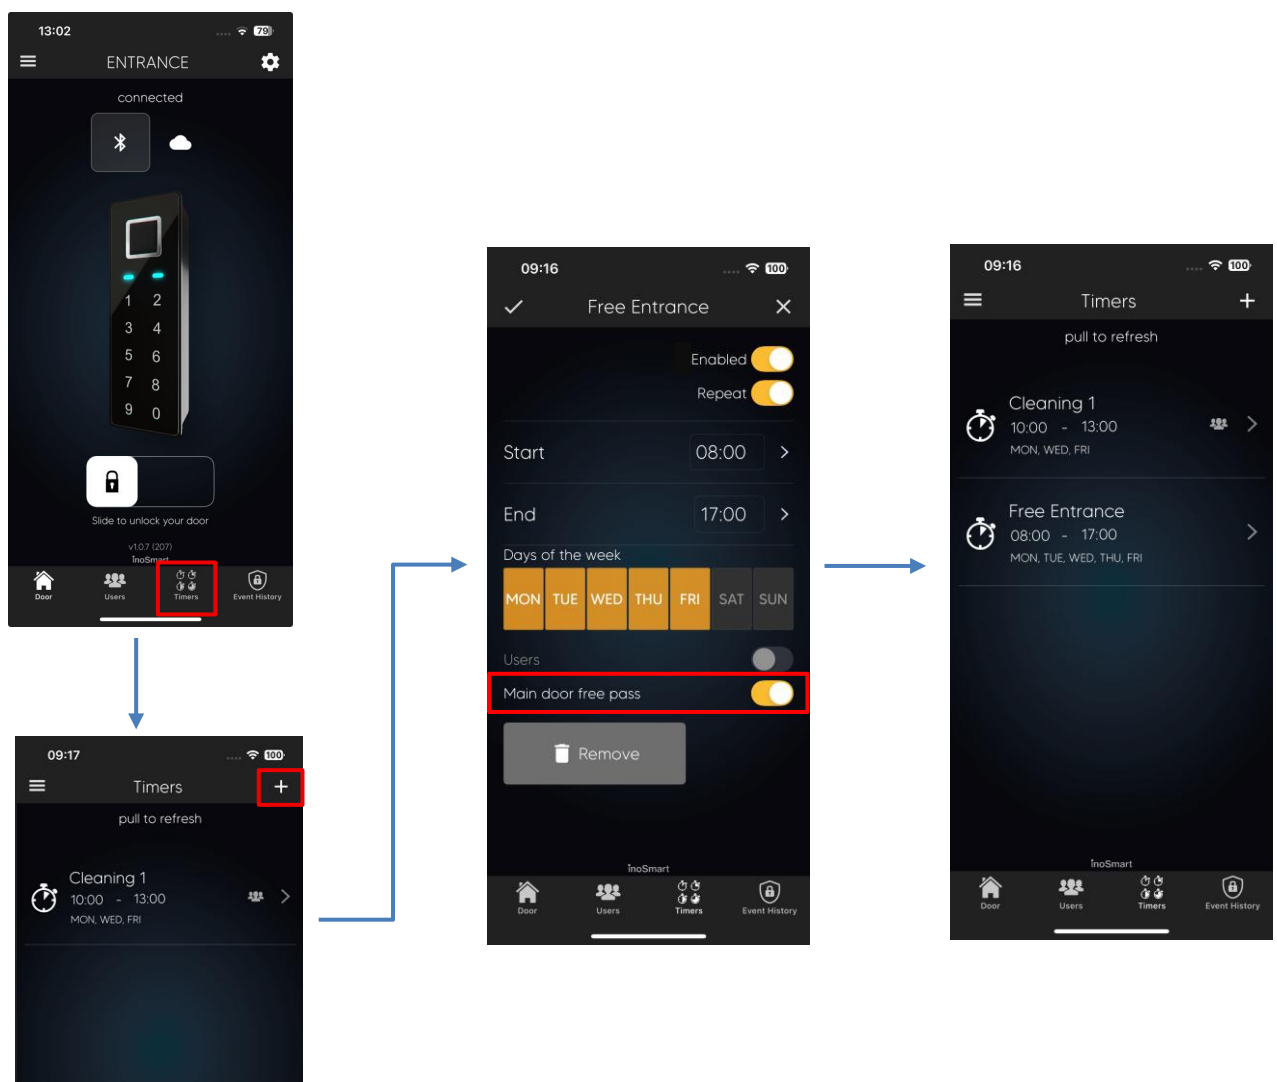 13:02
79
ENTRANCE
connected
1 2
3 4
5 6
7 8
9 0
Slide to unlock your door
v1.0.7 (207)
inoSmart
Door Users Timers Event History
09:17
100
Timers
+
pull to refresh
Cleaning 1
10:00 - 13:00
MON, WED, FRI
09:16
100
Free Entrance
Enabled
Repeat
Start 08:00
End 17:00
Days of the week
MON TUE WED THU FRI SAT SUN
Users
Main door free pass
Remove
inoSmart
Door Users Timers Event History
09:16
100
Timers
+
pull to refresh
Cleaning 1
10:00 - 13:00
MON, WED, FRI
Free Entrance
08:00 - 17:00
MON, TUE, WED, THU, FRI
inoSmart
Door Users Timers Event History